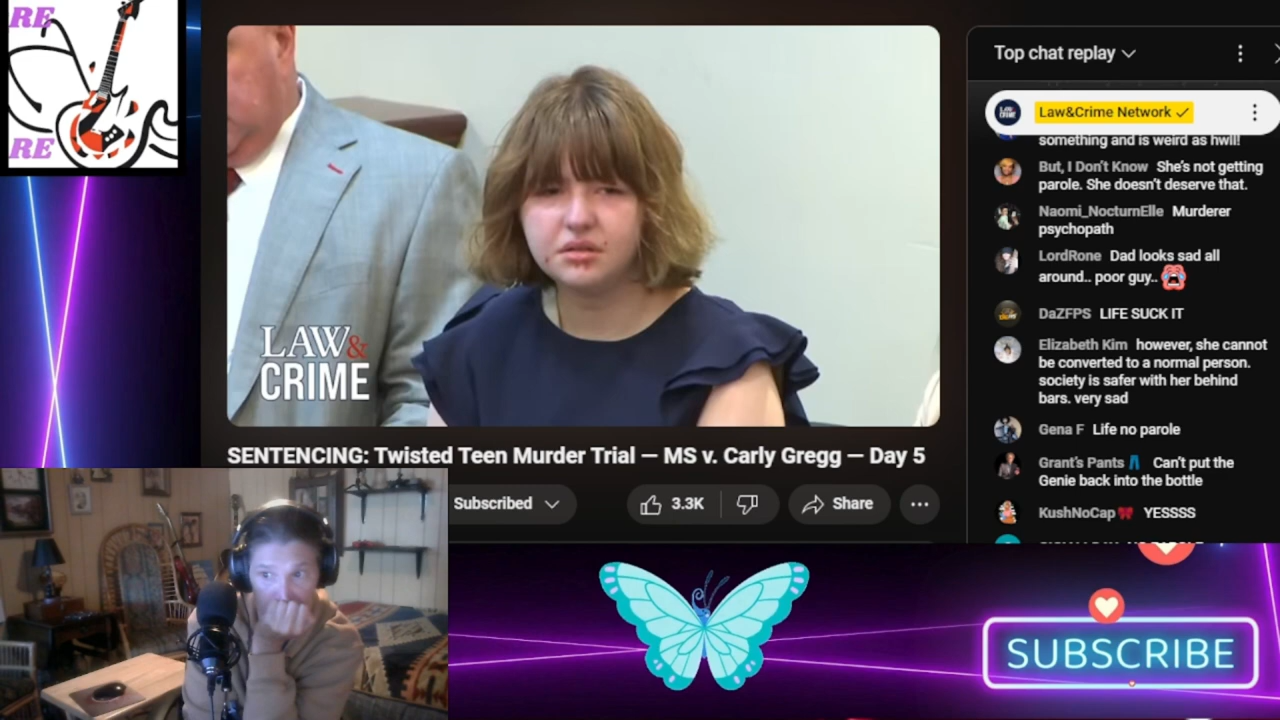 RE
RE
LAW&
CRIME
SENTENCING: Twisted Teen Murder Trial — MS v. Carly Gregg — Day 5
Subscribed
3.3K
Share
Top chat replay
Law&Crime Network
something and is weird as hwll!
But, I Don't Know She's not getting
parole. She doesn't deserve that.
Naomi_NocturnElle Murderer
psychopath
LordRone Dad looks sad all
around.. poor guy..
DaZFPS LIFE SUCK IT
Elizabeth Kim however, she cannot
be converted to a normal person.
society is safer with her behind
bars. very sad
Gena F Life no parole
Grant's Pants Can't put the
Genie back into the bottle
KushNoCap YESSSS
SUBSCRIBE